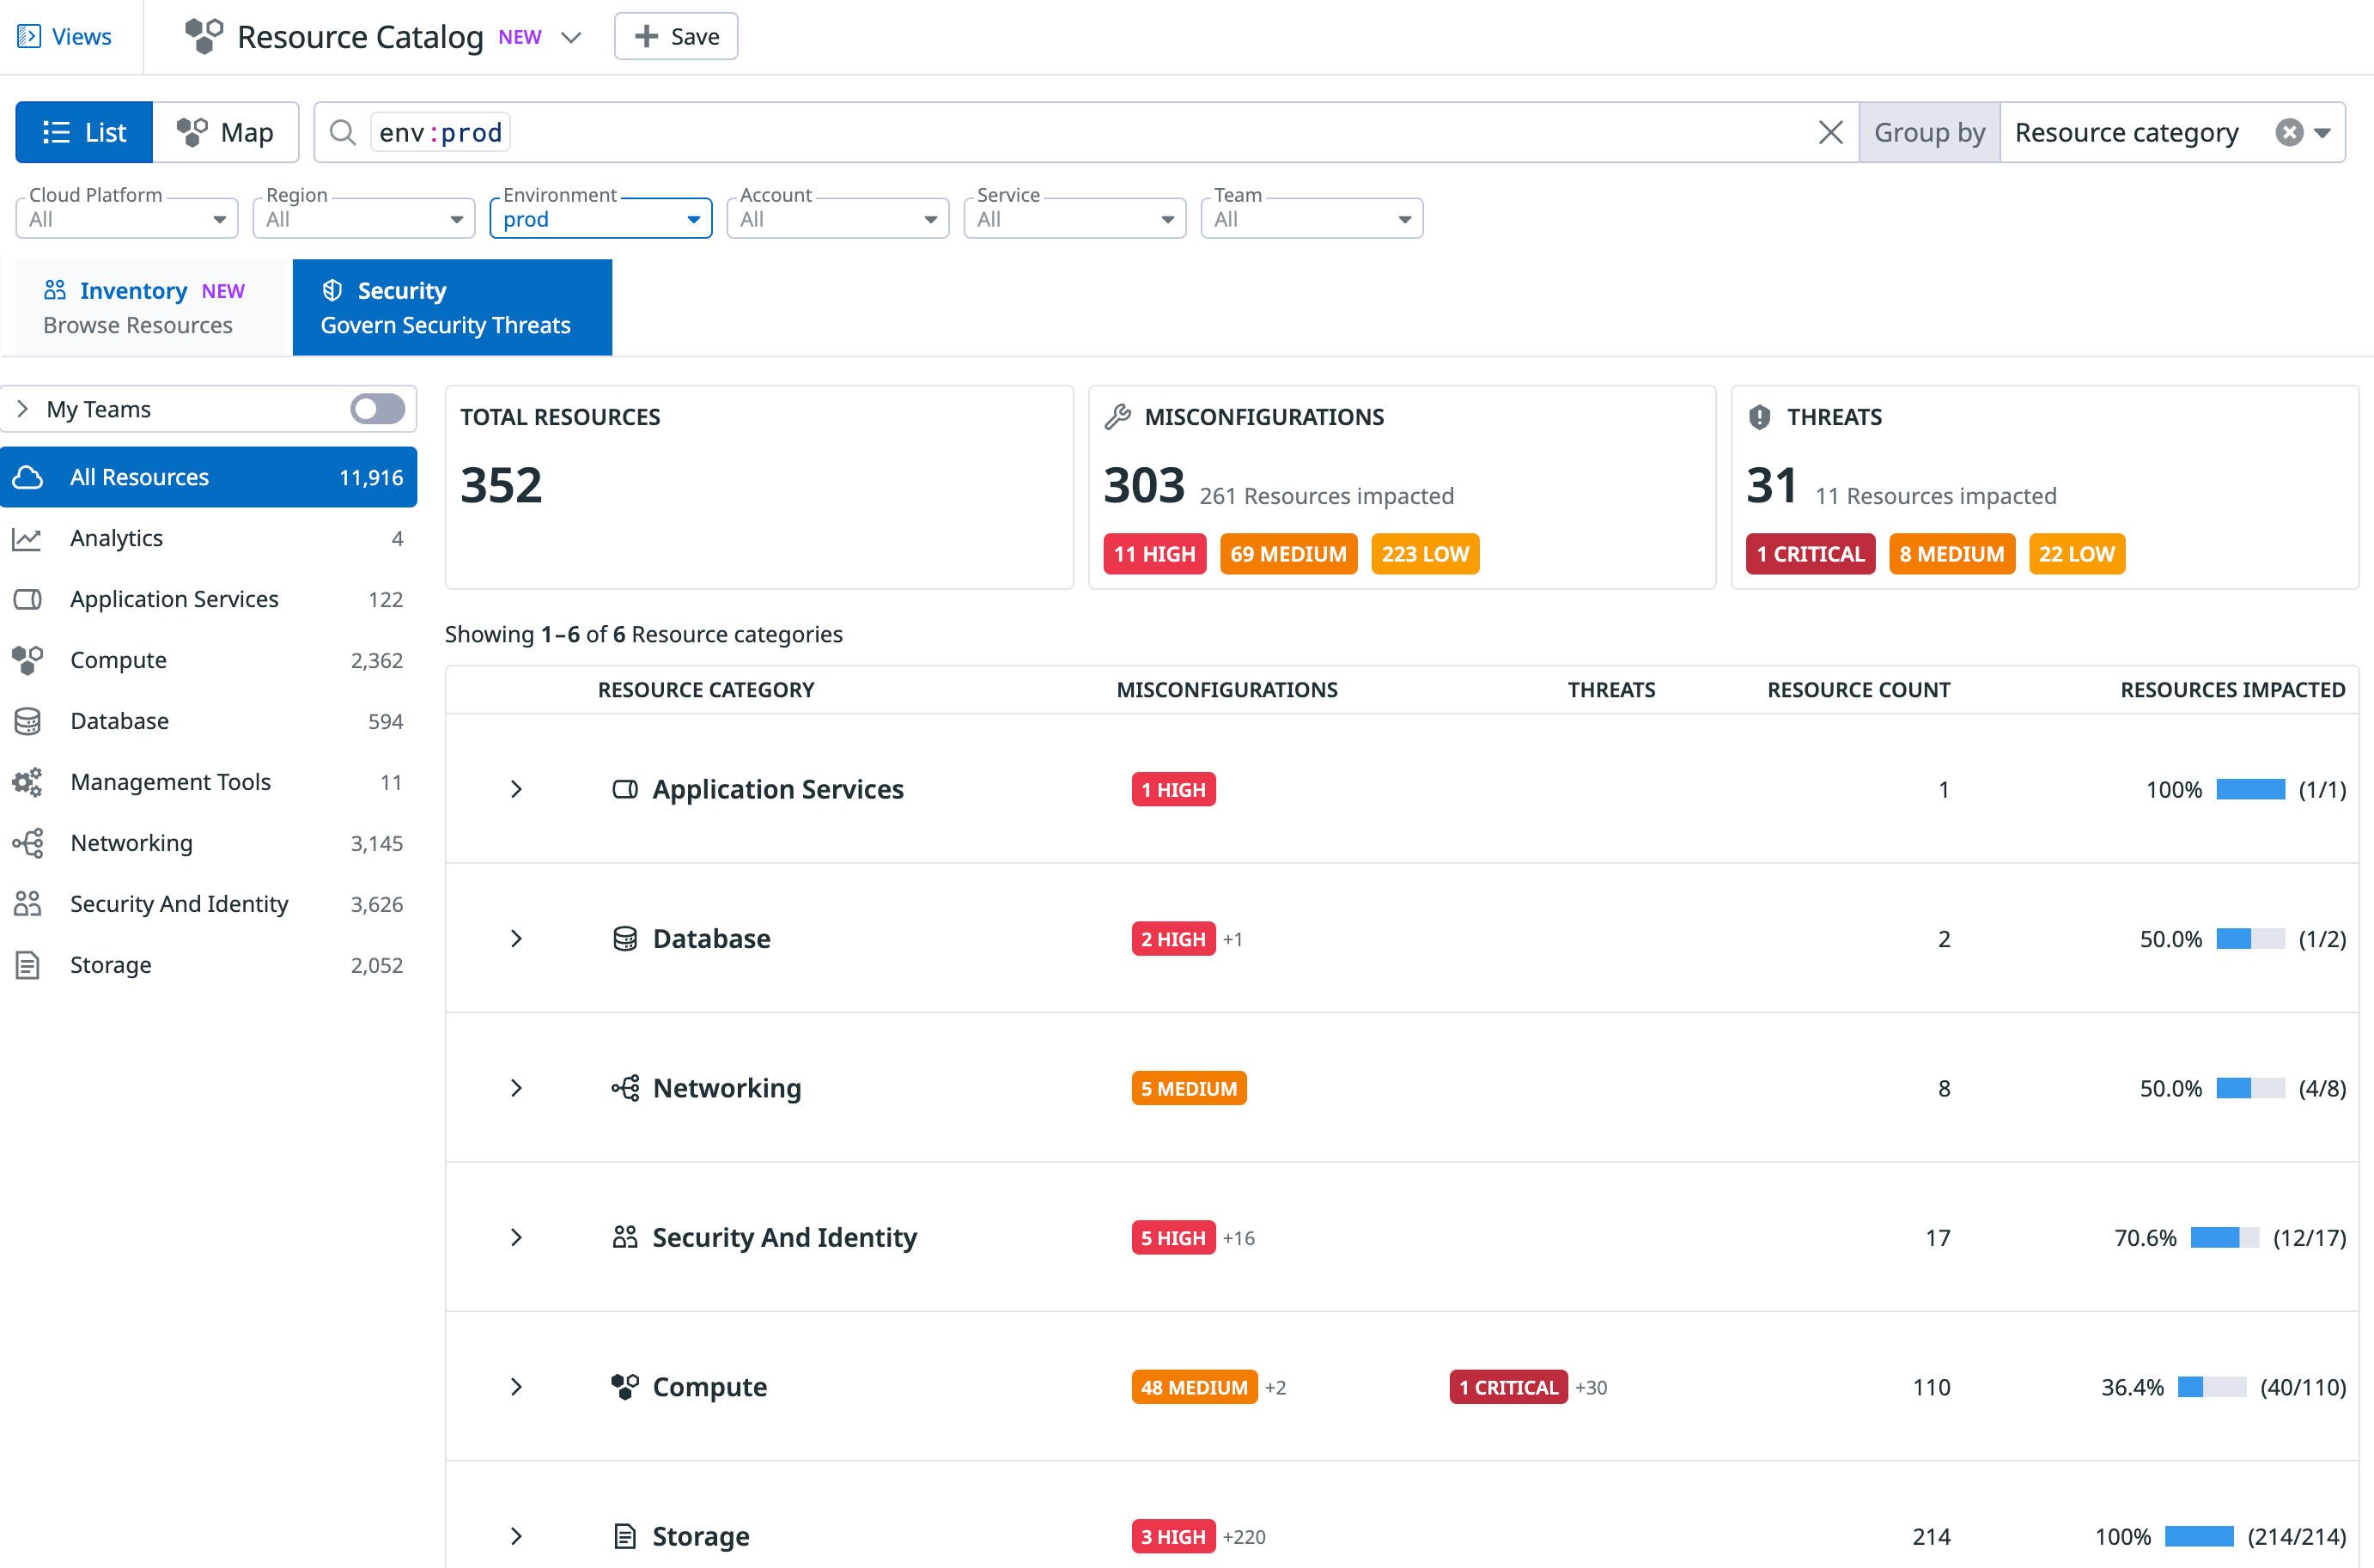 Views
Resource Catalog NEW
Save
List
Map
env:prod
Group by
Resource category
Cloud Platform
All
Region
All
Environment
prod
Account
All
Service
All
Team
All
Inventory NEW
Browse Resources
Security
Govern Security Threats
My Teams
All Resources 11,916
Analytics 4
Application Services 122
Compute 2,362
Database 594
Management Tools 11
Networking 3,145
Security And Identity 3,626
Storage 2,052
TOTAL RESOURCES
352
MISCONFIGURATIONS
303 261 Resources impacted
11 HIGH 69 MEDIUM 223 LOW
THREATS
31 11 Resources impacted
1 CRITICAL 8 MEDIUM 22 LOW
Showing 1–6 of 6 Resource categories
RESOURCE CATEGORY MISCONFIGURATIONS THREATS RESOURCE COUNT RESOURCES IMPACTED
Application Services 1 HIGH 1 100% (1/1)
Database 2 HIGH +1 2 50.0% (1/2)
Networking 5 MEDIUM 8 50.0% (4/8)
Security And Identity 5 HIGH +16 17 70.6% (12/17)
Compute 48 MEDIUM +2 1 CRITICAL +30 110 36.4% (40/110)
Storage 3 HIGH +220 214 100% (214/214)